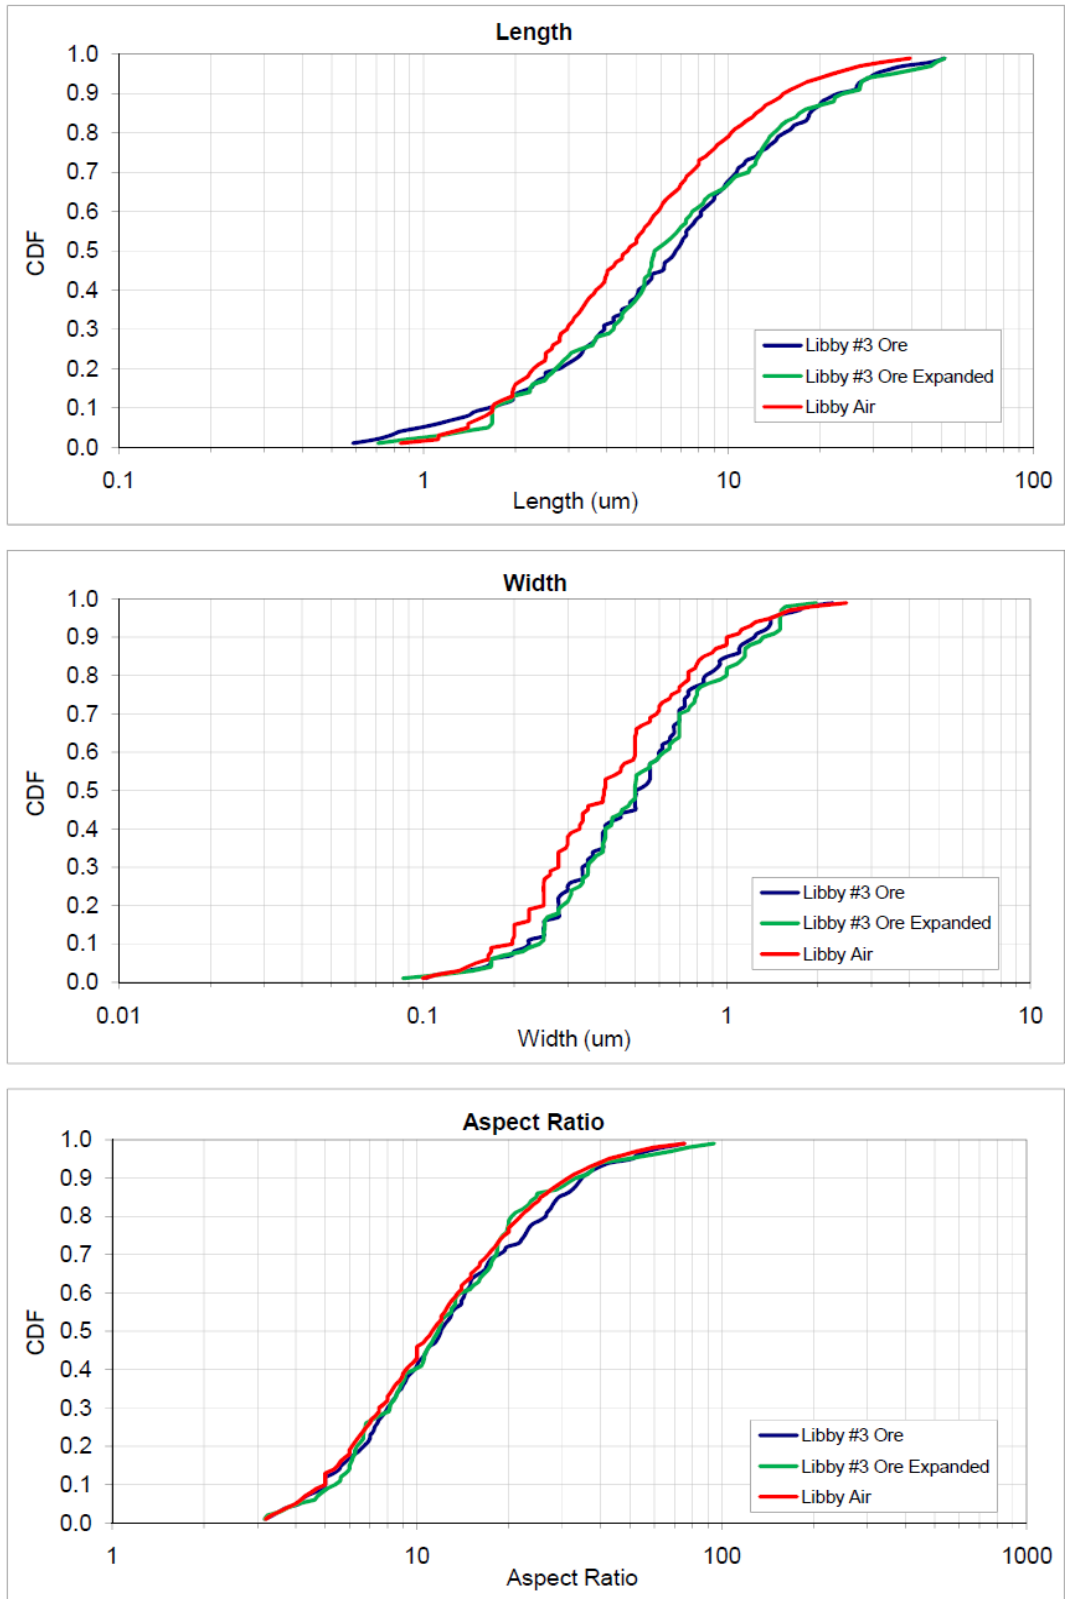 Length
1.0
0.9
0.8
0.7
0.6
0.5
0.4
0.3
0.2
0.1
0.0
CDF
Libby #3 Ore
Libby #3 Ore Expanded
Libby Air
0.1 1 10 100
Length (um)
Width
1.0
0.9
0.8
0.7
0.6
0.5
0.4
0.3
0.2
0.1
0.0
CDF
Libby #3 Ore
Libby #3 Ore Expanded
Libby Air
0.01 0.1 1 10
Width (um)
Aspect Ratio
1.0
0.9
0.8
0.7
0.6
0.5
0.4
0.3
0.2
0.1
0.0
CDF
Libby #3 Ore
Libby #3 Ore Expanded
Libby Air
1 10 100 1000
Aspect Ratio